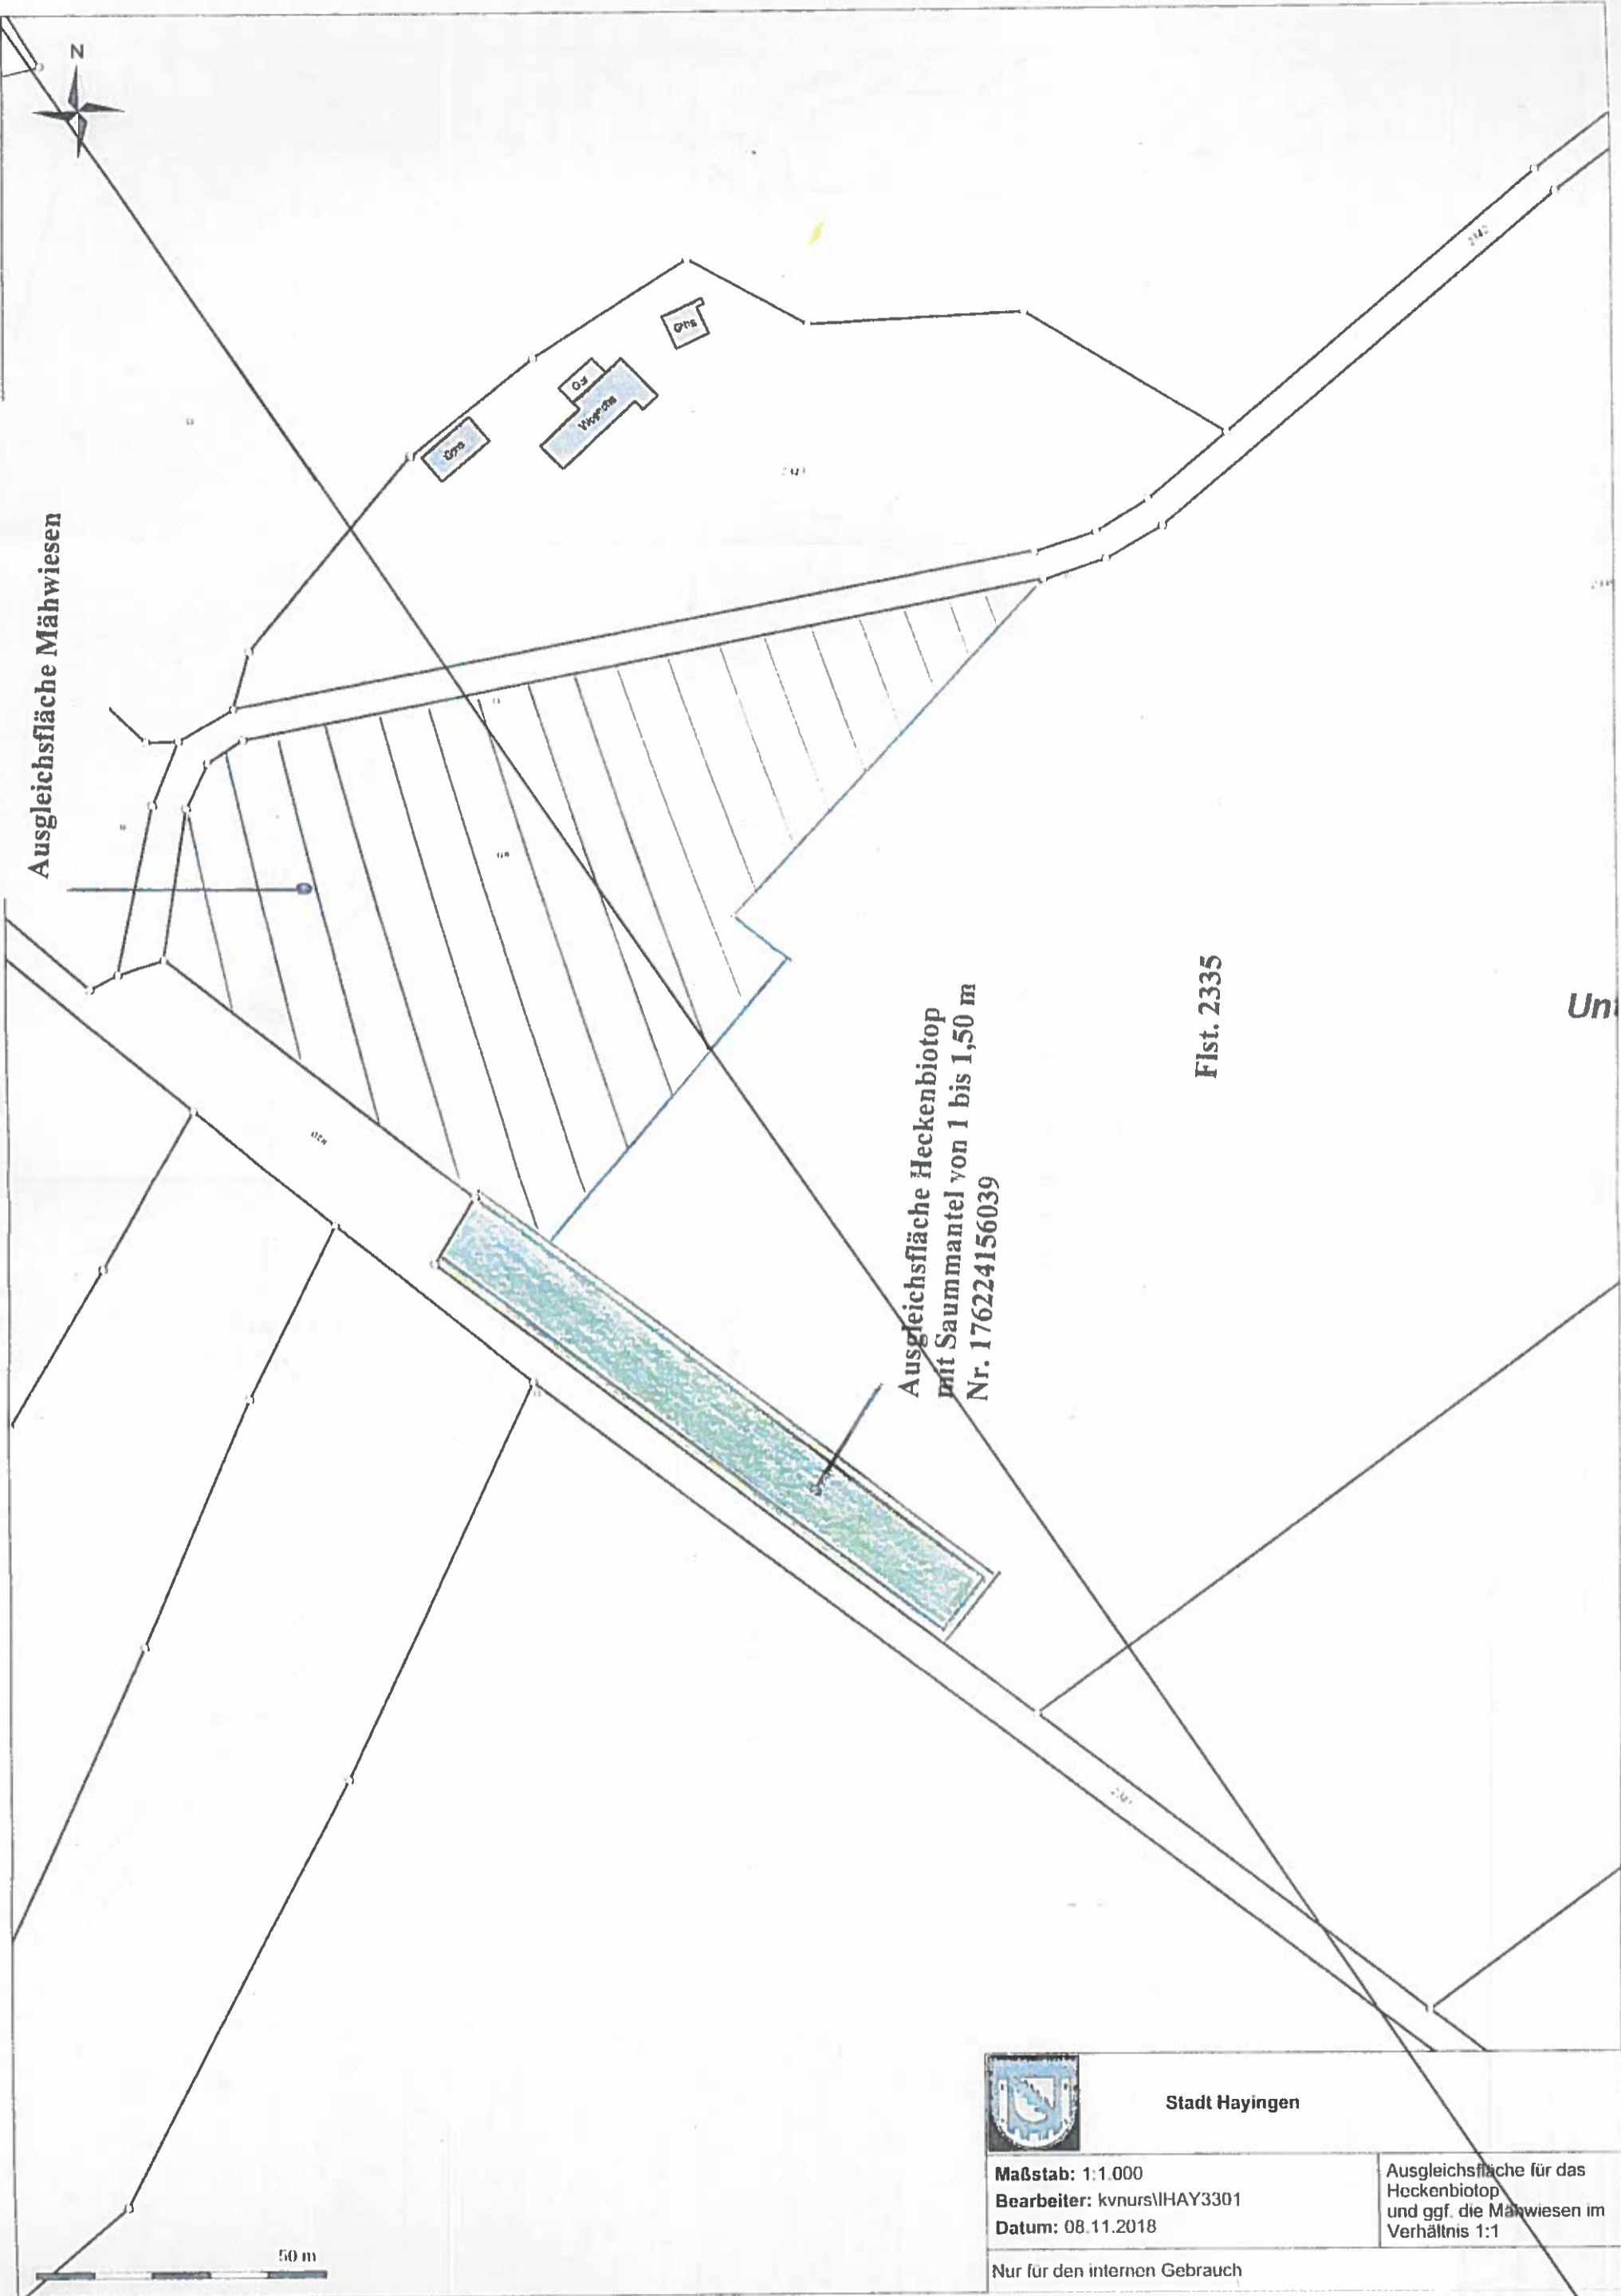 N
Ausgleichsfläche Mähwiesen
Ghs
2342
Ausgleichsfläche Heckenbiotop
mit Saummantel von 1 bis 1,50 m
Nr. 176224156039
Flst. 2335
Stadt Hayingen
Maßstab: 1:1.000
Bearbeiter: kvnurs\IHAY3301
Datum: 08.11.2018
Ausgleichsfläche für das
Heckenbiotop
und ggf. die Mähwiesen im
Verhältnis 1:1
Nur für den internen Gebrauch
50 m